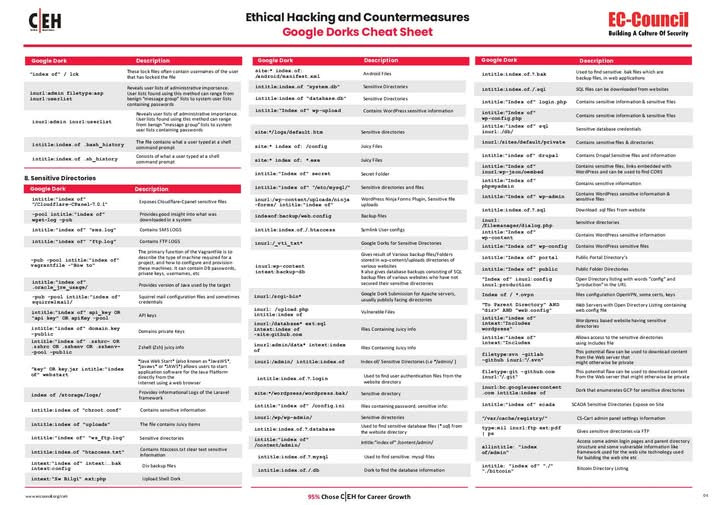 C|EH
Ethical Hacking and Countermeasures
Google Dorks Cheat Sheet
EC-Council
Building A Culture Of Security
Google Dork Description
"index of" / lck These lock files often contain usernames of the user
that has locked the file
inurl:admin filetype:asp
inurl:userlist
Reveals user lists of administrative importance.
User lists found using this method can range
from benign "message group" lists to system user lists
containing passwords
inurl:admin inurl:userlist
Reveals user lists of administrative importance.
User lists found using this method can range
from benign "message group" lists to system
user lists containing passwords
intitle:index.of .bash_history The file contains what a user typed at a shell
command prompt
intitle:index.of .sh_history Consists of what a user typed at a shell
command prompt
8. Sensitive Directories
Google Dork Description
intitle:"index of"
"/Cloudflare-CPanel-7.0.1"
Exposes Cloudflare-Cpanel sensitive files
-pool intitle:"index of"
wget-log -pub
Provides good insight into what was
downloaded in a system
intitle:"index of" "sms.log" Contains SMS LOGS
intitle:"index of" "ftp.log" Contains FTP LOGS
-pub -pool intitle:"index of"
vagrantfile -"How to"
The primary function of the Vagrantfile is to
describe the type of machine required for a
project, and how to configure and provision
these machines. It can contain DB passwords,
private keys, usernames, etc
intitle:"index of"
.oracle_jre_usage/
Provides version of Java used by the target
-pub -pool intitle:"index of"
squirrelmail/
Squirrel mail configuration files and sometimes
credentials
intitle:"index of" api_key OR
"api key" OR apiKey -pool
API keys
intitle:"index of" domain.key
-public
Domains private keys
intitle:"index of" .zshrc- OR
.zshrc OR .zshenv OR .zshenv-
-pool -public
Zshell (Zsh) juicy info
"key" OR key.jar intitle:"index
of" webstart
"Java Web Start" (also known as "JavaWS",
"javaws" or "JAWS") allows users to start
application software for the Java Platform
directly from the
Internet using a web browser
index of /storage/logs/ Provides Informational Logs of the Laravel
framework
intitle:"index of" "chroot.conf" Contains sensitive information
intitle:"index of" "uploads" The file contains Juicy items
intitle:"index of" "ws_ftp.log" Sensitive directories
intitle:"index of" "htaccess.txt" Contains htaccess.txt clear text sensitive
information
intext:"index of" intext:.bak
intext:config
Div backup files
intext:"Sw Bilgi" ext:php Upload Shell Dork
Google Dork Description
site:* index.of:
/android/manifest.xml
Android Files
intitle:index.of "system.db" Sensitive Directories
intitle:index.of "database.db" Sensitive Directories
intitle:"Index of" wp-upload Contains WordPress sensitive information
site:*/logs/default.htm Sensitive directories
site:* index of: /config Juicy Files
site:* index of: *.exe Juicy Files
intitle:"Index of" secret Secret Folder
intitle:"index of" "/etc/mysql/" Sensitive directories and files
inurl:/wp-content/uploads/ninja
-forms/ intitle:"index of"
WordPress Ninja Forms Plugin, Sensitive File
uploads
indexof:backup/web.config Backup files
intitle:index.of./.htaccess Symlink User configs
inurl:/_vti_txt* Google Dorks for Sensitive Directories
inurl:wp-content
intext:backup-db
Gives result of Various backup files/Folders
stored in wp-content/uploads directories of
various websites
It also gives database backups consisting of SQL
backup files of various websites who have not
secured their sensitive directories
inurl:/scgi-bin* Google Dork Submission For Apache servers,
usually publicly facing directories
inurl: /upload.php
intitle:index of
Vulnerable Files
inurl:/database* ext:sql
intext:index of
-site:github.com
Files Containing Juicy Info
inurl:admin/data* intext:index
of
Files Containing Juicy Info
inurl:/admin/ intitle:index.of Index of/ Sensitive Directories (i.e "/admin/ )
intitle:index.of.?.login Used to find user authentication files from the
website directory
site:*/wordpress/wordpress.bak/ Sensitive directory
intitle:"index of" /config.ini files containing password, sensitive info:
inurl:/wp/wp-admin/ Sensitive directory
intitle:index.of.?.database Used to find sensitive database files (*.sql) from
the website directory
intitle:"index of"
/content/admin/
intitle:"index of" /content/admin/
intitle:index.of.?.mysql Used to find sensitive .mysql files
intitle:index.of./.db Dork to find the database information
Google Dork Description
intitle:index.of.?.bak Used to find sensitive .bak files which are
backup files, in web applications
intitle:index.of./.sql SQL files can be downloaded from websites
intitle:"Index of" login.php Contains sensitive information & sensitive files
intitle:"Index of"
wp-config.php
Contains sensitive information & sensitive files
intitle:"index of" sql
inurl:./db/
Sensitive database credentials
inurl:/sites/default/private Contains sensitive files & directories
intitle:"index of" drupal Contains Drupal Sensitive files and information
intitle:"index of"
inurl:wp-json/oembed
Contains sensitive files, links embedded with
WordPress and can be used to find CORS
intitle:"Index of"
phpmyadmin
Contains sensitive information
intitle:"Index of" wp-admin Contains WordPress sensitive information &
sensitive files
intitle:index.of.?.sql Download .sql files from website
inurl:
/filemanager/dialog.php
Sensitive directories
intitle:"Index of"
wp-content
Contains WordPress sensitive information
intitle:"Index of" wp-config Contains WordPress sensitive files
intitle:"index of" portal Public Portal Director's
intitle:"Index of" public Public Folder Directories
"Index of" inurl:config
inurl:production
Open Directory listing with words "config" and
"production" in the URL
Index of / *.ovpn files configuration OpenVPN, some certs, keys
"To Parent Directory" AND
"dir>" AND "web.config"
Web Servers with Open Directory Listing containing
web.config file
intitle:"index of"
intext:"Includes
wordpress"
Wordpress based website having sensitive
directories
intitle:"index of"
intext:"Includes"
Allows access to the sensitive directories
using Includes file
filetype:svn -gitlab
-github inurl:"/.svn"
This potential flaw can be used to download content
from the Web Server that
might otherwise be private
filetype:git -github.com
inurl:"/.git"
This potential flaw can be used to download content
from the Web Server that might otherwise be private
inurl:bc.googleusercontent
.com intitle:index of
Dork that enumerates GCP for sensitive directories
intitle:"index of" scada SCADA Sensitive Directories Expose on Site
"/var/cache/registry/" CS-Cart Admin panel settings information
type:mil inurl:ftp ext:pdf
| ps
Gives sensitive directories via FTP
allintitle: "index
of/admin"
Access some admin login pages and parent directory
structure and some vulnerable information like
framework used for the web site technology used
for building the web site etc
intitle: "index of" "./"
"./bitcoin"
Bitcoin Directory Listing
www.eccouncil.org/ceh
95% Chose C|EH for Career Growth
04